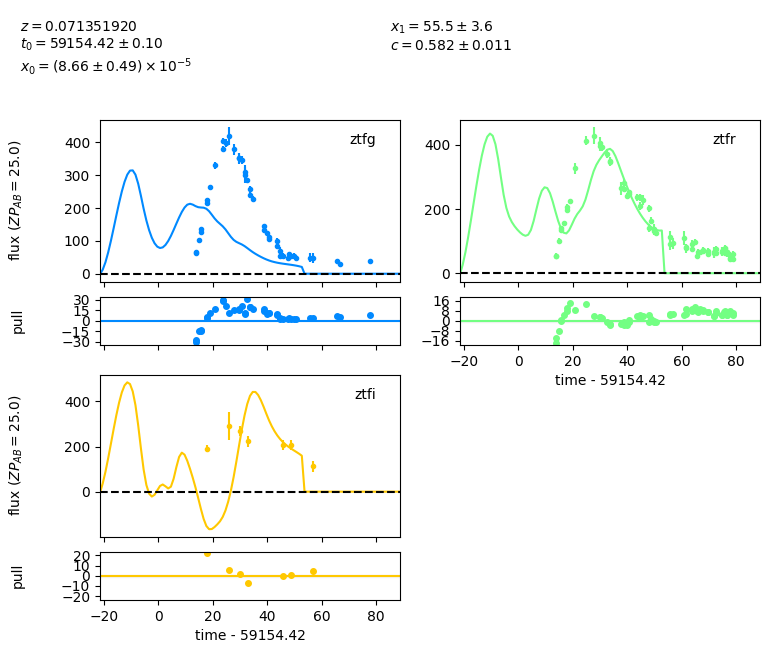 z = 0.071351920
t₀ = 59154.42 ± 0.10
x₀ = (8.66 ± 0.49) × 10⁻⁵
x₁ = 55.5 ± 3.6
c = 0.582 ± 0.011
ztfg
flux (ZP_AB = 25.0)
400
300
200
100
0
pull
30
15
0
−15
−30
ztfr
400
200
0
16
8
0
−8
−16
−20 0 20 40 60 80
time - 59154.42
ztfi
flux (ZP_AB = 25.0)
400
200
0
pull
20
10
0
−10
−20
−20 0 20 40 60 80
time - 59154.42